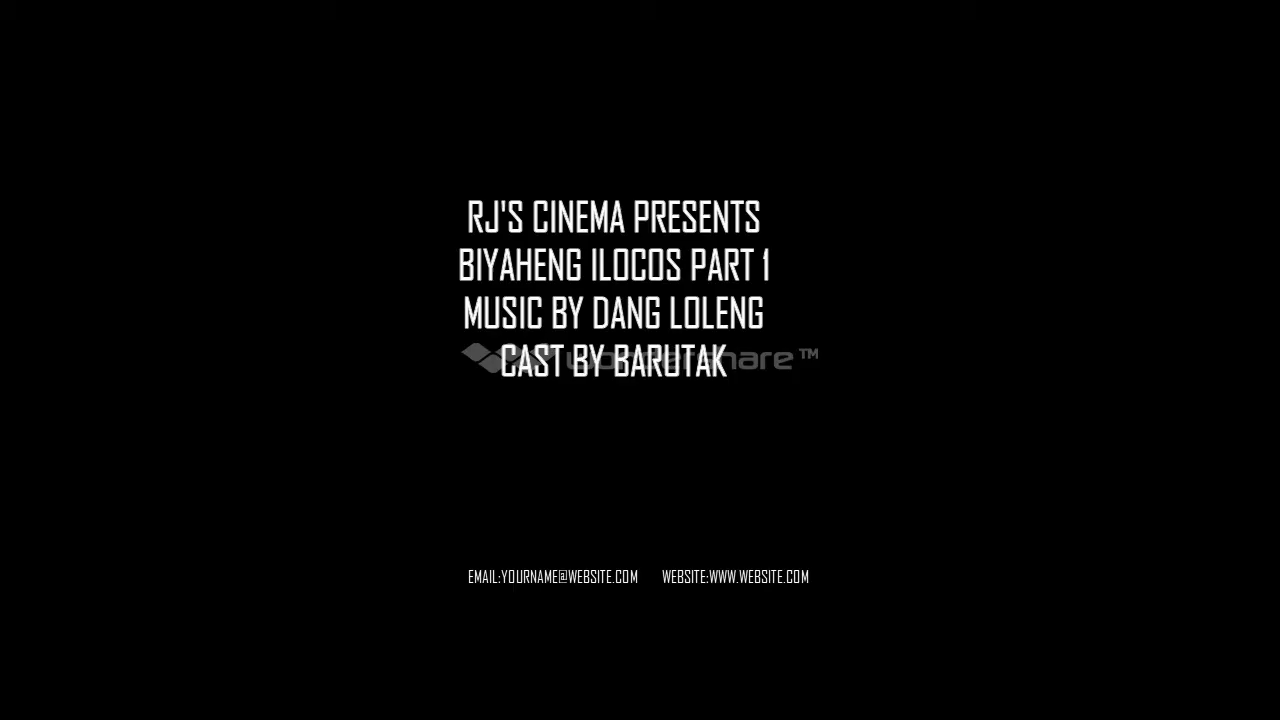 RJ'S CINEMA PRESENTS
BIYAHENG ILOCOS PART 1
MUSIC BY DANG LOLENG
CAST BY BARUTAK
wondershare™
EMAIL:YOURNAME@WEBSITE.COM WEBSITE:WWW.WEBSITE.COM